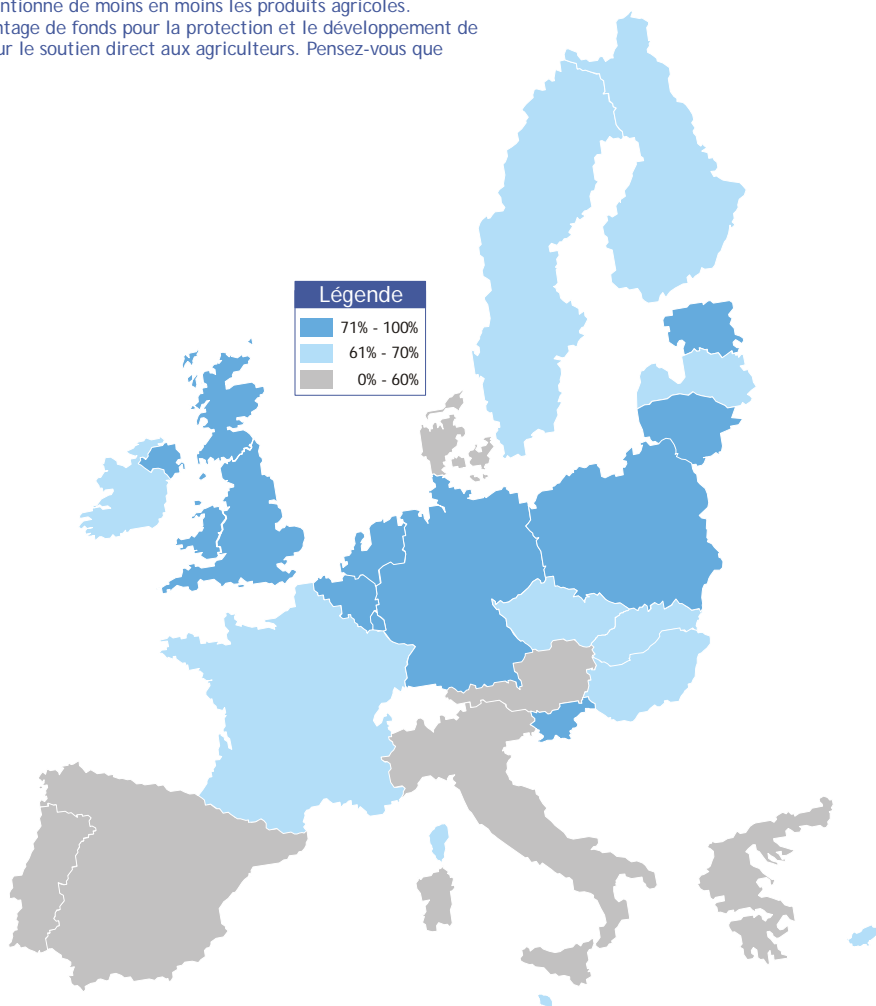 ntionne de moins en moins les produits agricoles.
ntage de fonds pour la protection et le développement de
ur le soutien direct aux agriculteurs. Pensez-vous que
Légende
71% - 100%
61% - 70%
0% - 60%